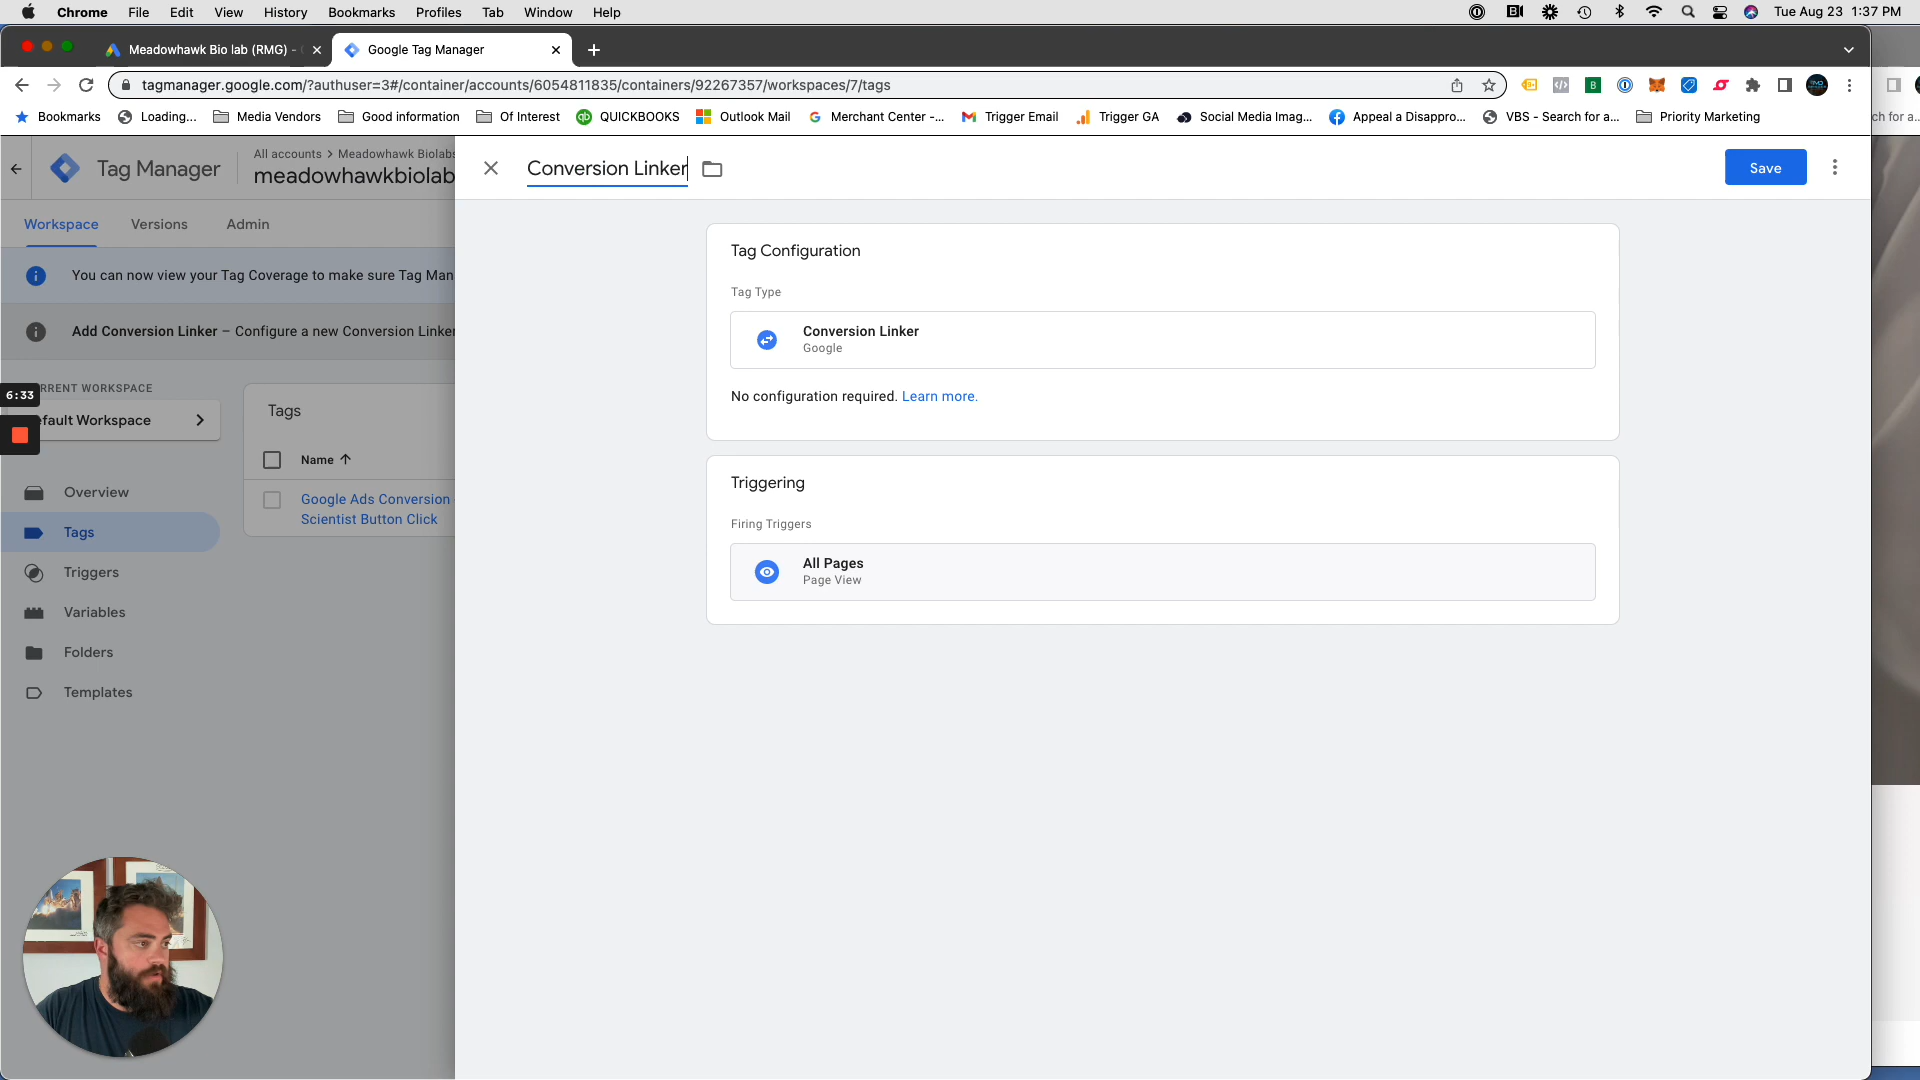 Chrome File Edit View History Bookmarks Profiles Tab Window Help
Tue Aug 23 1:37 PM
Meadowhawk Bio lab (RMG) -
Google Tag Manager
tagmanager.google.com/?authuser=3#/container/accounts/6054811835/containers/92267357/workspaces/7/tags
Bookmarks Loading... Media Vendors Good information Of Interest QUICKBOOKS Outlook Mail Merchant Center -... Trigger Email Trigger GA Social Media Imag... Appeal a Disappro... VBS - Search for a... Priority Marketing
ch for a..
Tag Manager
All accounts > Meadowhawk Biolabs
meadowhawkbiolab
Conversion Linker
Save
Workspace Versions Admin
You can now view your Tag Coverage to make sure Tag Man
Add Conversion Linker – Configure a new Conversion Linker
RRENT WORKSPACE
6:33
efault Workspace
Overview
Tags
Triggers
Variables
Folders
Templates
Tags
Name
Google Ads Conversion
Scientist Button Click
Tag Configuration
Tag Type
Conversion Linker
Google
No configuration required. Learn more.
Triggering
Firing Triggers
All Pages
Page View